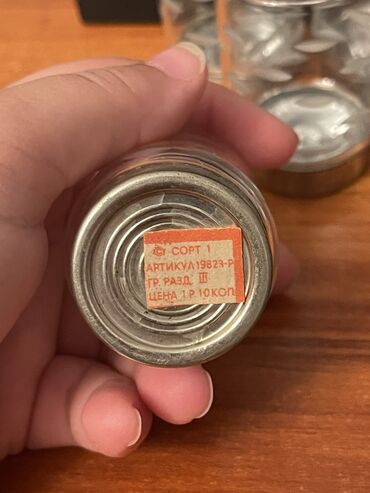 СОРТ 1
АРТИКУЛ 19823-Р
ГР. РАЗД. III
ЦЕНА 1 Р 10 КОП.